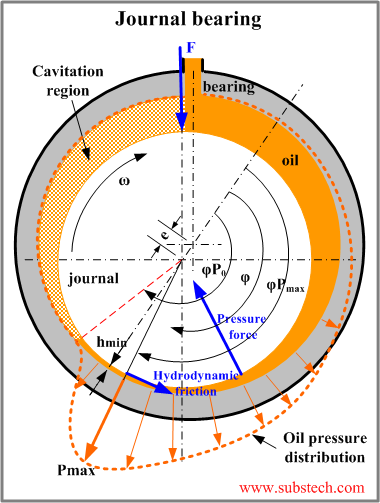 Journal bearing
F
Cavitation
region
bearing
oil
ω
e
journal
φP₀
φ
φPmax
Pressure
force
hmin
Hydrodynamic
friction
Pmax
Oil pressure
distribution
www.substech.com